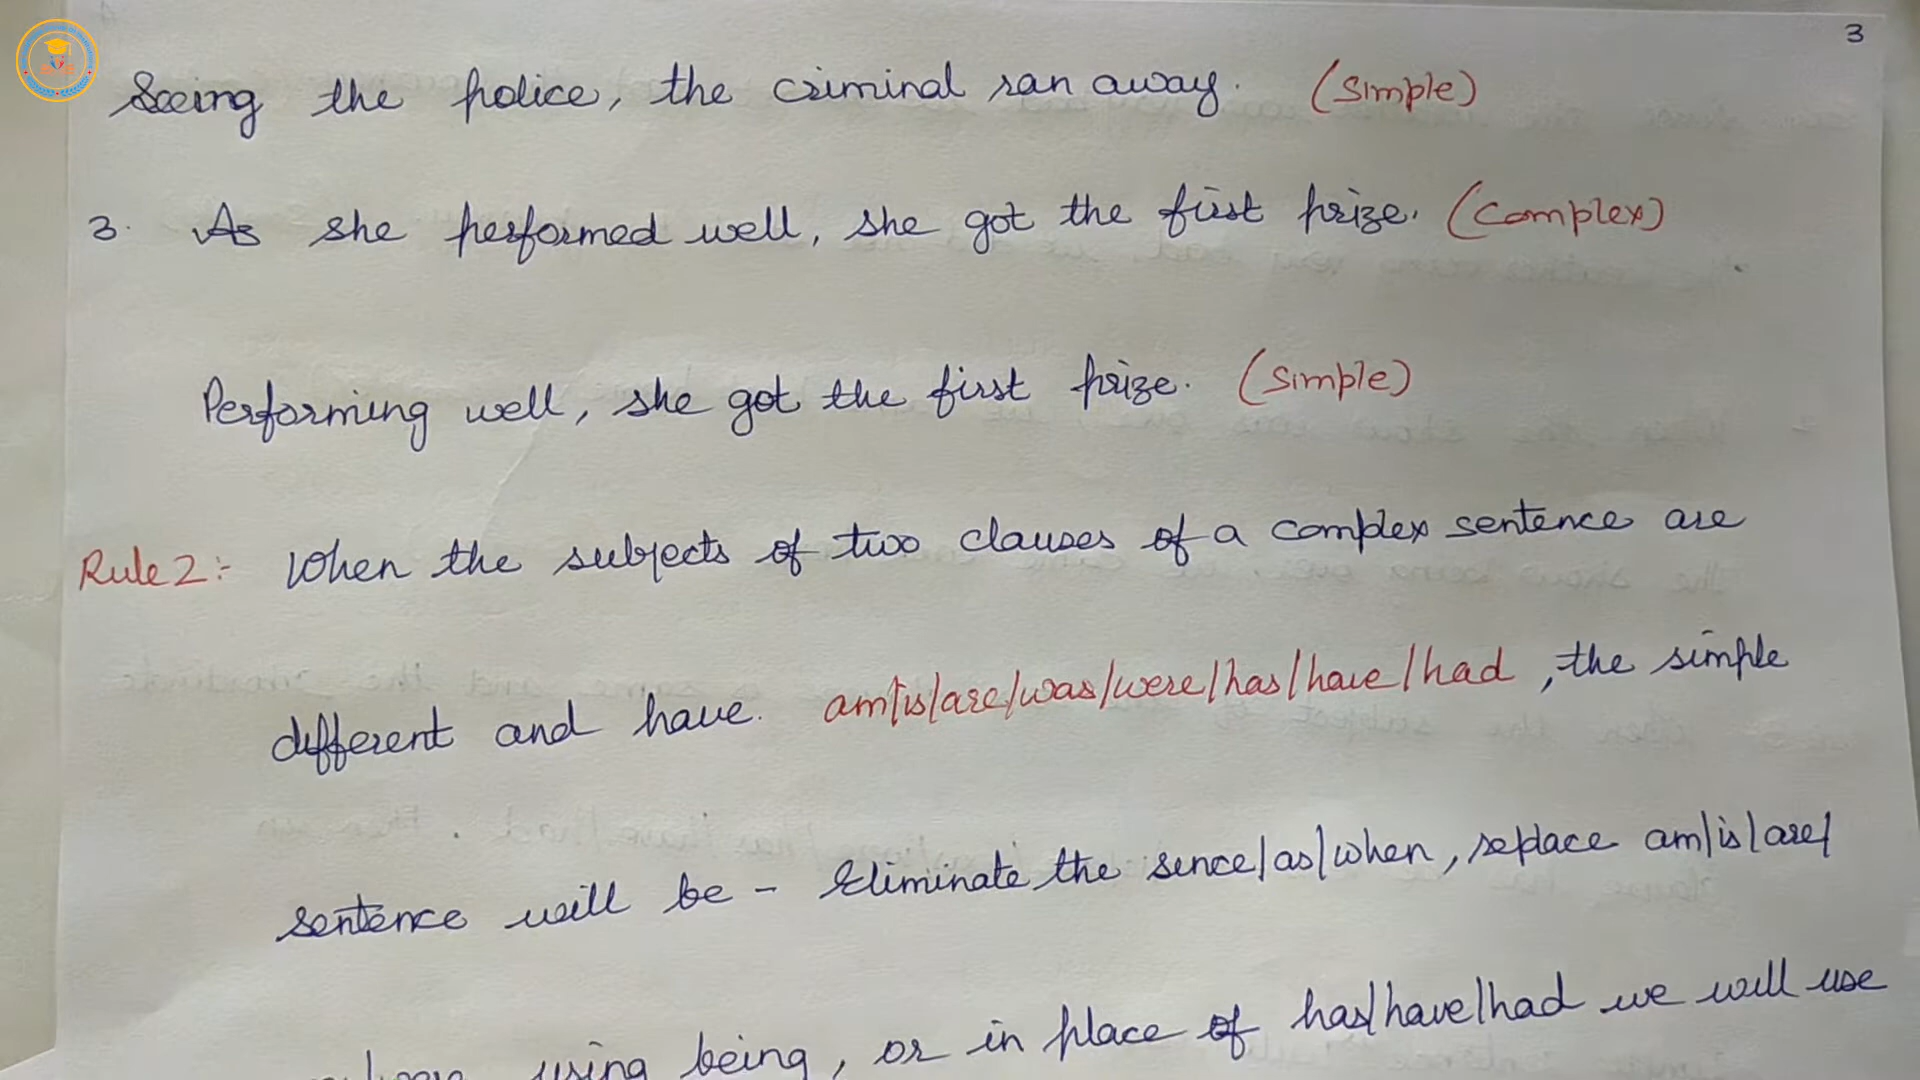 3
Seeing the police, the criminal ran away. (Simple)
3. As she performed well, she got the first prize. (Complex)
Performing well, she got the first prize. (Simple)
Rule 2:- When the subjects of two clauses of a complex sentence are
different and have. am/is/are/was/were/has/have/had, the simple
sentence will be - Eliminate the sence/as/when, replace am/is/are/
using being, or in place of has/have/had we will use